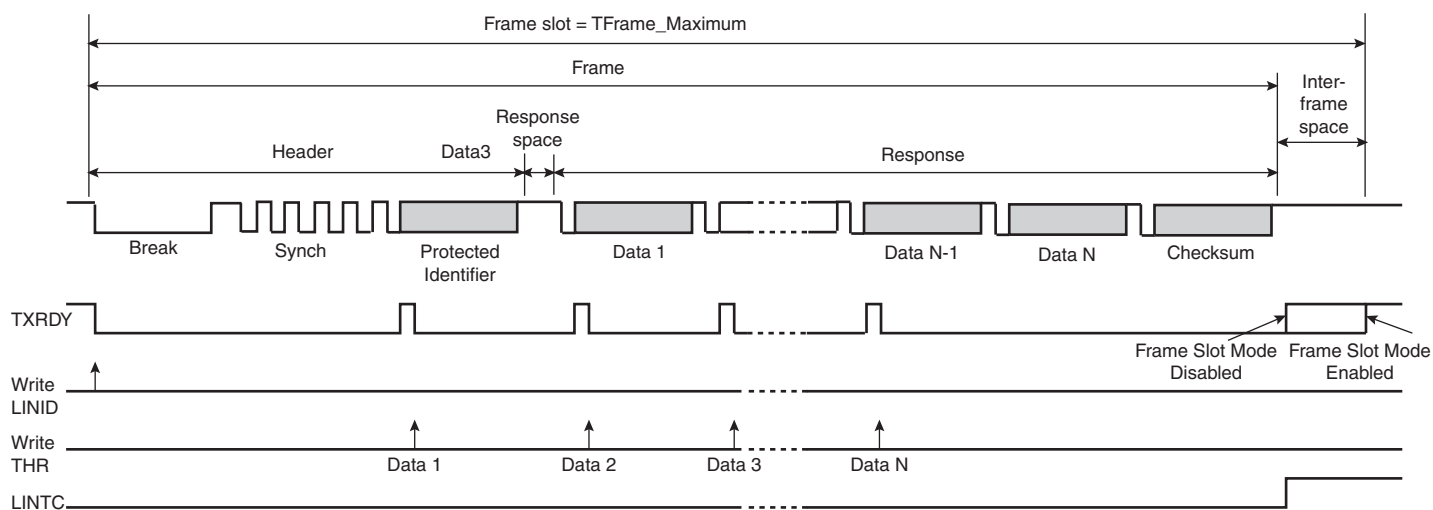 Frame slot = TFrame_Maximum
Frame
Inter-
frame
space
Response
space
Header
Data3
Response
Break
Synch
Protected
Identifier
Data 1
Data N-1
Data N
Checksum
TXRDY
Frame Slot Mode
Disabled
Frame Slot Mode
Enabled
Write
LINID
Write
THR
Data 1
Data 2
Data 3
Data N
LINTC